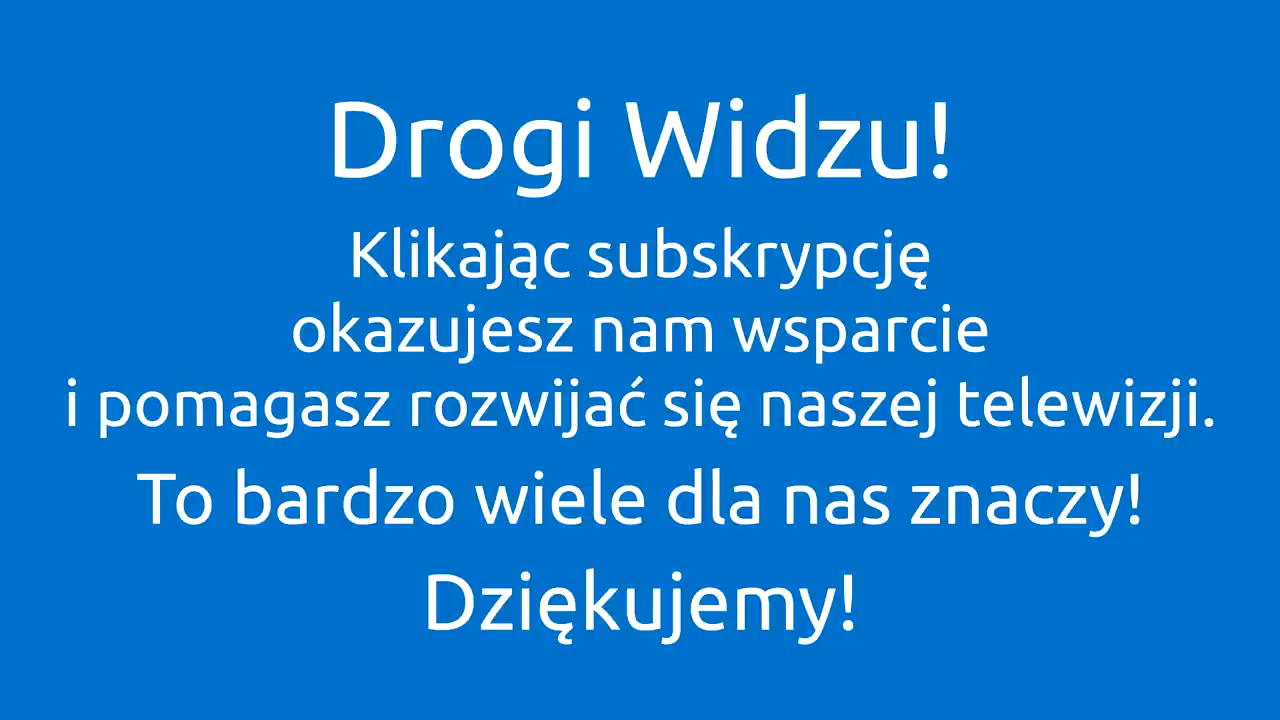 Drogi Widzu!
Klikając subskrypcję
okazujesz nam wsparcie
i pomagasz rozwijać się naszej telewizji.
To bardzo wiele dla nas znaczy!
Dziękujemy!